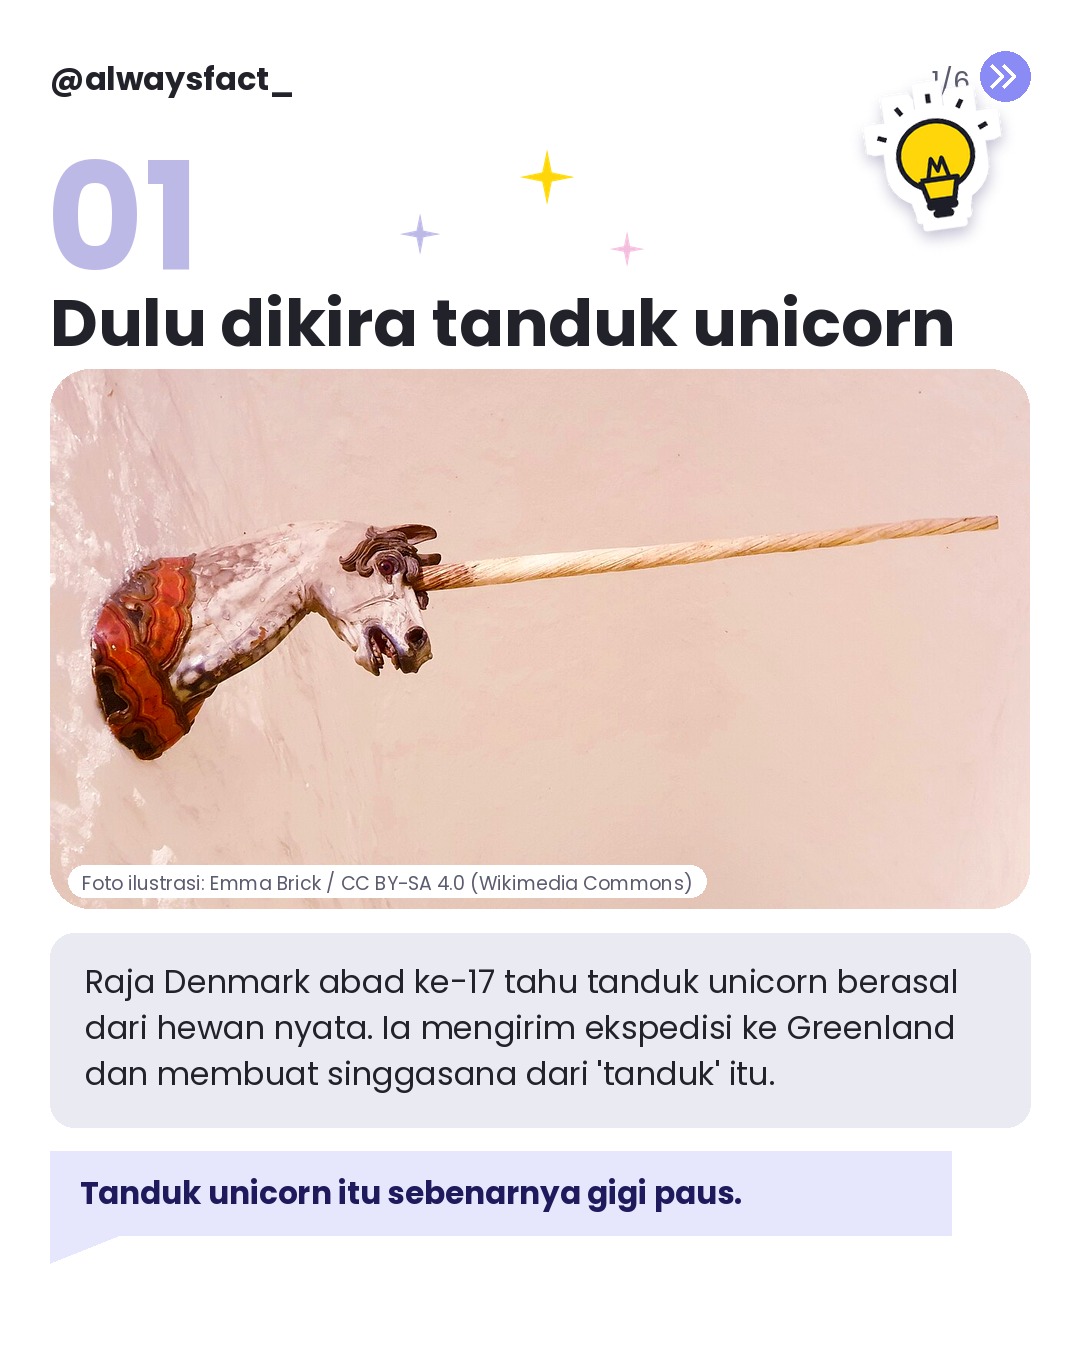 @alwaysfact_
1/6
01
Dulu dikira tanduk unicorn
Foto ilustrasi: Emma Brick / CC BY-SA 4.0 (Wikimedia Commons)
Raja Denmark abad ke-17 tahu tanduk unicorn berasal
dari hewan nyata. Ia mengirim ekspedisi ke Greenland
dan membuat singgasana dari 'tanduk' itu.
Tanduk unicorn itu sebenarnya gigi paus.